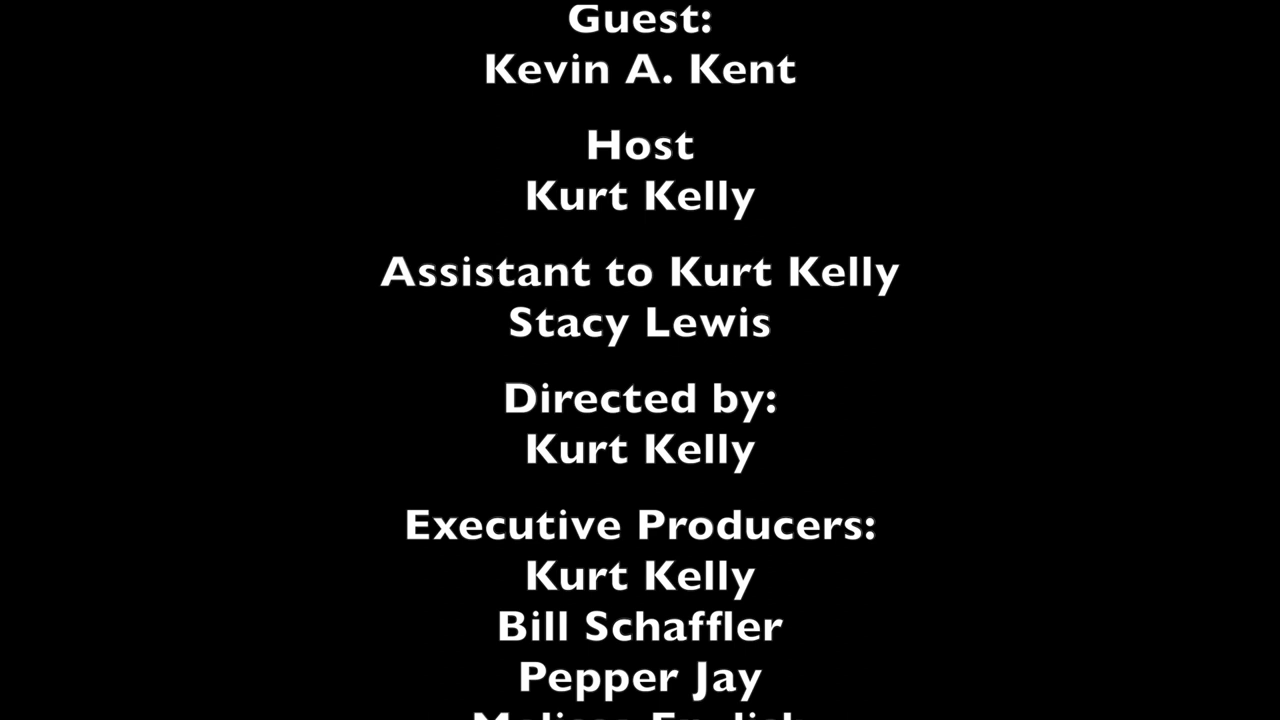 Guest:
Kevin A. Kent
Host
Kurt Kelly
Assistant to Kurt Kelly
Stacy Lewis
Directed by:
Kurt Kelly
Executive Producers:
Kurt Kelly
Bill Schaffler
Pepper Jay